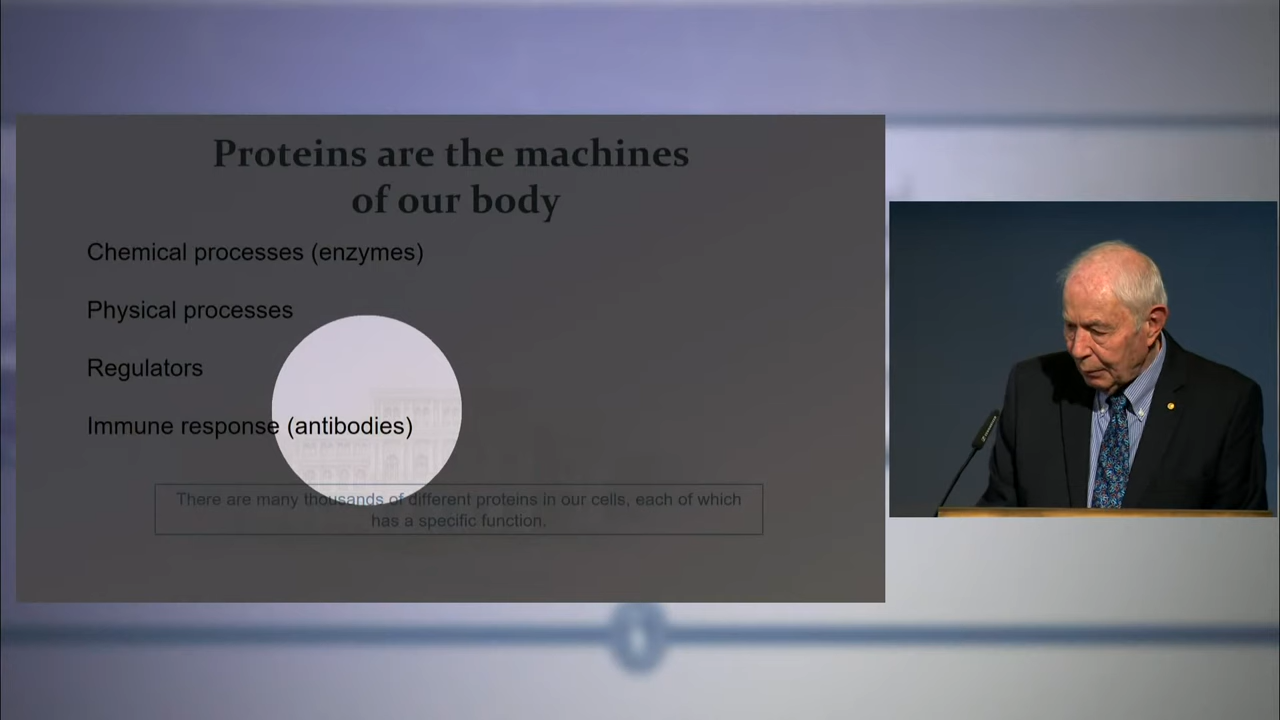 Proteins are the machines
of our body
Chemical processes (enzymes)
Physical processes
Regulators
Immune response (antibodies)
There are many thousands of different proteins in our cells, each of which
has a specific function.